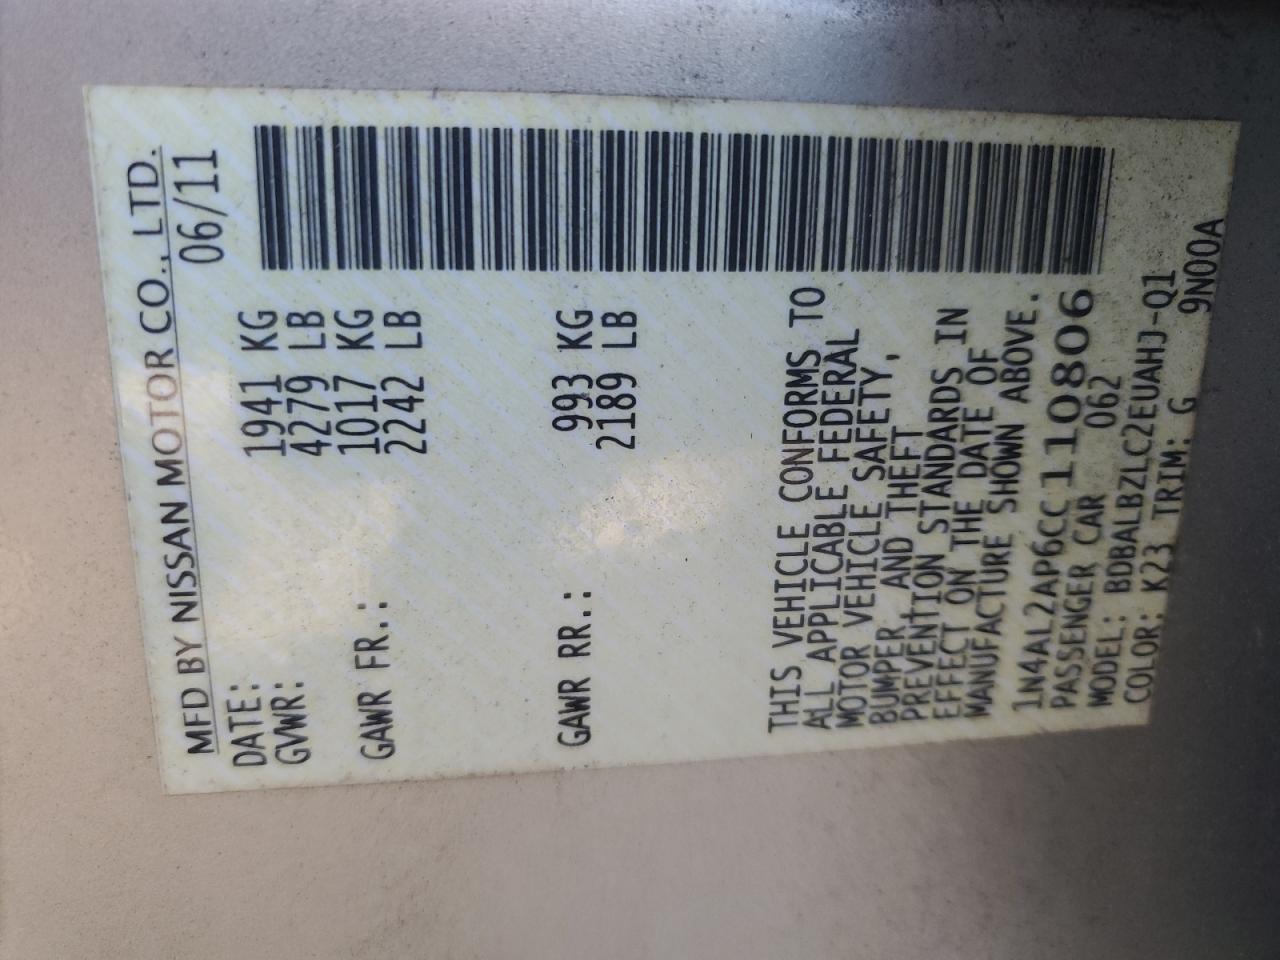 MFD BY NISSAN MOTOR CO., LTD.
DATE: 06/11
GVWR: 1941 KG
4279 LB
GAWR FR.: 1017 KG
2242 LB
GAWR RR.: 993 KG
2189 LB
THIS VEHICLE CONFORMS TO
ALL APPLICABLE FEDERAL
MOTOR VEHICLE SAFETY,
BUMPER, AND THEFT
PREVENTION STANDARDS IN
EFFECT ON THE DATE OF
MANUFACTURE SHOWN ABOVE.
1N4AL2AP6CC110806
PASSENGER CAR 062
MODEL: BDBALBZLC2EUAHJ-Q1
COLOR: K23 TRIM: G 9N00A